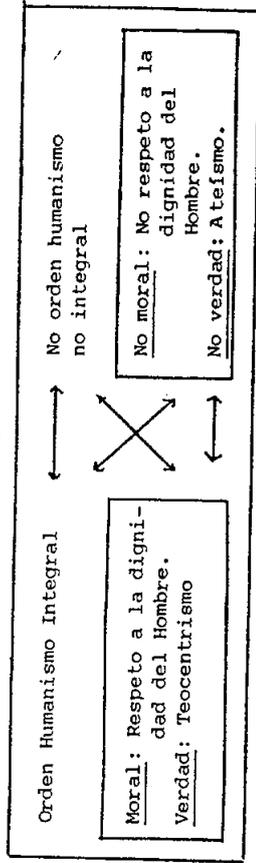 Orden Humanismo Integral
No orden humanismo
no integral
Moral: Respeto a la digni-
dad del Hombre.
Verdad: Teocentrismo
No moral: No respeto a la
dignidad del
Hombre.
No verdad: Ateísmo.